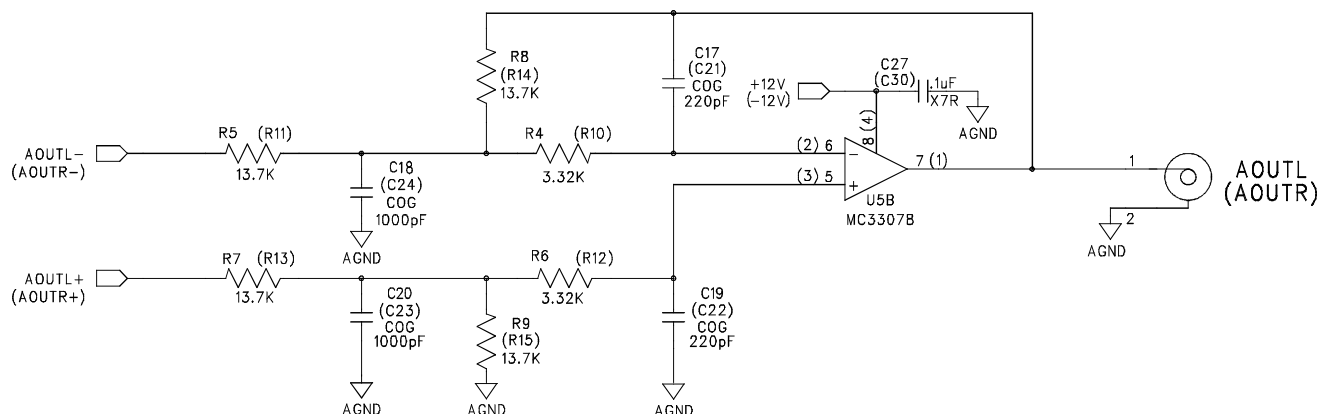 R8
(R14)
13.7K
C17
(C21)
COG
220pF
+12V
(-12V)
C27
(C30)
.1uF
X7R
AGND
8 (4)
AOUTL-
(AOUTR-)
R5 (R11)
13.7K
R4 (R10)
3.32K
C18
(C24)
COG
1000pF
AGND
(2) 6
(3) 5
-
+
7 (1)
U5B
MC33078
1
2
AGND
AOUTL
(AOUTR)
AOUTL+
(AOUTR+)
R7 (R13)
13.7K
R6 (R12)
3.32K
C20
(C23)
COG
1000pF
R9
(R15)
13.7K
C19
(C22)
COG
220pF
AGND
AGND
AGND